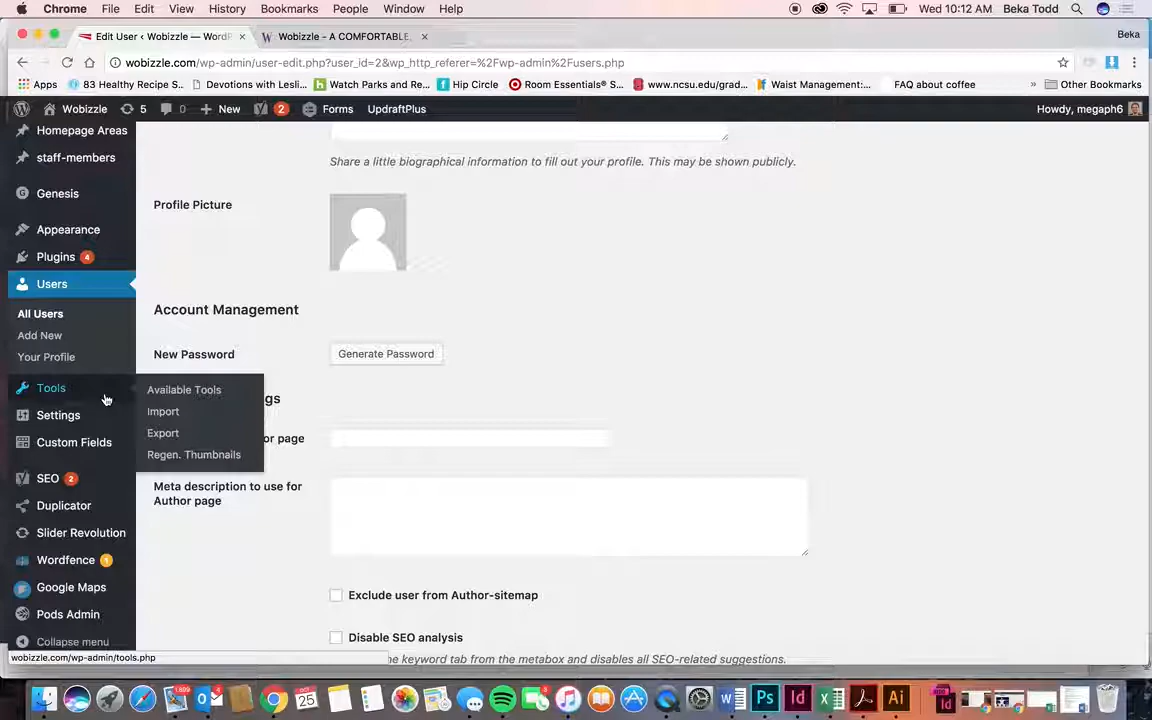 Chrome File Edit View History Bookmarks People Window Help Wed 10:12 AM Beka Todd
Edit User ‹ Wobizzle — WordP Wobizzle - A COMFORTABLE, Beka
wobizzle.com/wp-admin/user-edit.php?user_id=2&wp_http_referer=%2Fwp-admin%2Fusers.php
Apps 83 Healthy Recipe S... Devotions with Lesli... Watch Parks and Re... Hip Circle Room Essentials® S... www.ncsu.edu/grad... Waist Management:... FAQ about coffee » Other Bookmarks
Wobizzle 5 0 New 2 Forms UpdraftPlus Howdy, megaph6
Homepage Areas
staff-members
Genesis
Appearance
Plugins 4
Users
All Users
Add New
Your Profile
Tools
Settings
Custom Fields
SEO 2
Duplicator
Slider Revolution
Wordfence 1
Google Maps
Pods Admin
Collapse menu
Available Tools
Import
Export
Regen. Thumbnails
Share a little biographical information to fill out your profile. This may be shown publicly.
Profile Picture
Account Management
New Password Generate Password
gs
or page
Meta description to use for
Author page
Exclude user from Author-sitemap
Disable SEO analysis
he keyword tab from the metabox and disables all SEO-related suggestions.
wobizzle.com/wp-admin/tools.php